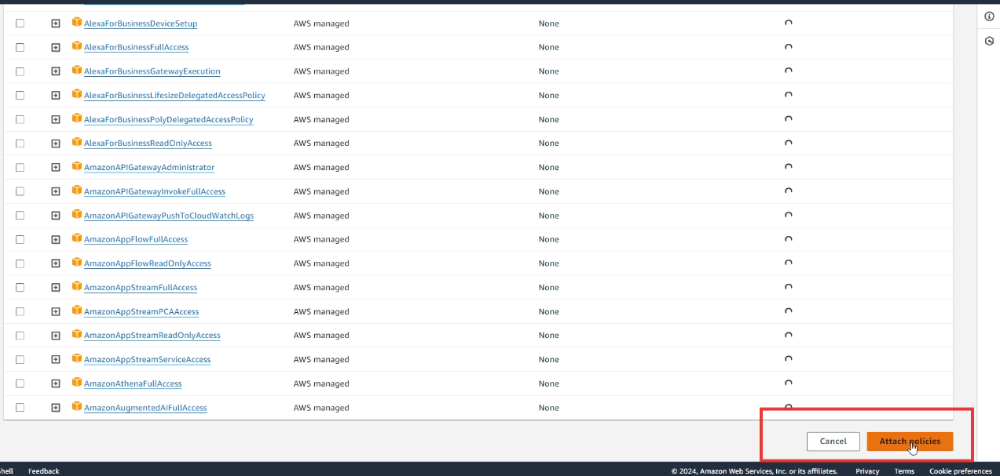 AlexaForBusinessDeviceSetup AWS managed None
AlexaForBusinessFullAccess AWS managed None
AlexaForBusinessGatewayExecution AWS managed None
AlexaForBusinessLifesizeDelegatedAccessPolicy AWS managed None
AlexaForBusinessPolyDelegatedAccessPolicy AWS managed None
AlexaForBusinessReadOnlyAccess AWS managed None
AmazonAPIGatewayAdministrator AWS managed None
AmazonAPIGatewayInvokeFullAccess AWS managed None
AmazonAPIGatewayPushToCloudWatchLogs AWS managed None
AmazonAppFlowFullAccess AWS managed None
AmazonAppFlowReadOnlyAccess AWS managed None
AmazonAppStreamFullAccess AWS managed None
AmazonAppStreamPCAAccess AWS managed None
AmazonAppStreamReadOnlyAccess AWS managed None
AmazonAppStreamServiceAccess AWS managed None
AmazonAthenaFullAccess AWS managed None
AmazonAugmentedAIFullAccess AWS managed None
Cancel Attach policies
hell Feedback © 2024, Amazon Web Services, Inc. or its affiliates. Privacy Terms Cookie preferences